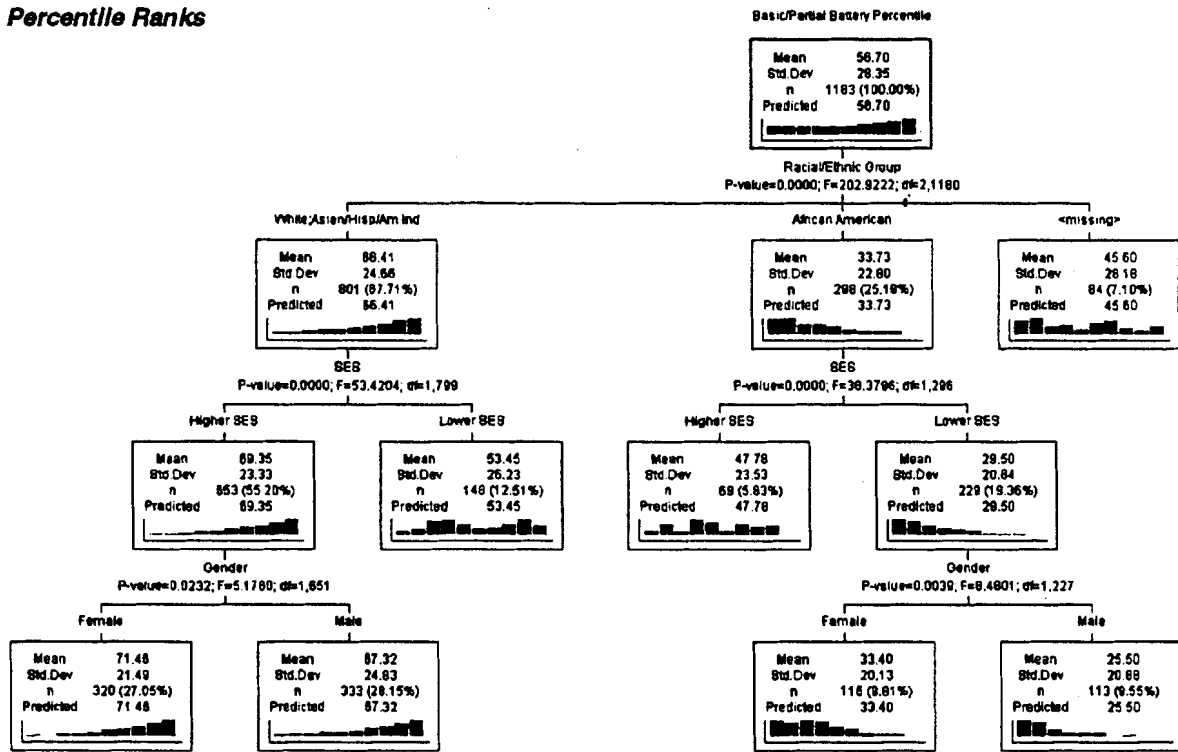 Percentile Ranks
Basic/Partial Battery Percentile
Mean 56.70
Std.Dev 28.35
n 1183 (100.00%)
Predicted 56.70
Racial/Ethnic Group
P-value=0.0000; F=202.9222; df=2,1180
White;Asian/Hisp/Am Ind
Mean 66.41
Std.Dev 24.66
n 801 (67.71%)
Predicted 66.41
African American
Mean 33.73
Std.Dev 22.80
n 298 (25.19%)
Predicted 33.73
<missing>
Mean 45.60
Std.Dev 28.18
n 84 (7.10%)
Predicted 45.60
SES
P-value=0.0000; F=53.4204; df=1,799
SES
P-value=0.0000; F=38.3796; df=1,296
Higher SES
Mean 69.35
Std.Dev 23.33
n 653 (55.20%)
Predicted 69.35
Lower SES
Mean 53.45
Std.Dev 26.23
n 148 (12.51%)
Predicted 53.45
Higher SES
Mean 47.78
Std.Dev 23.53
n 69 (5.83%)
Predicted 47.78
Lower SES
Mean 29.50
Std.Dev 20.84
n 229 (19.36%)
Predicted 29.50
Gender
P-value=0.0232; F=5.1760; df=1,651
Gender
P-value=0.0039; F=8.4801; df=1,227
Female
Mean 71.46
Std.Dev 21.49
n 320 (27.05%)
Predicted 71.46
Male
Mean 67.32
Std.Dev 24.83
n 333 (28.15%)
Predicted 67.32
Female
Mean 33.40
Std.Dev 20.13
n 116 (9.81%)
Predicted 33.40
Male
Mean 25.50
Std.Dev 20.88
n 113 (9.55%)
Predicted 25.50